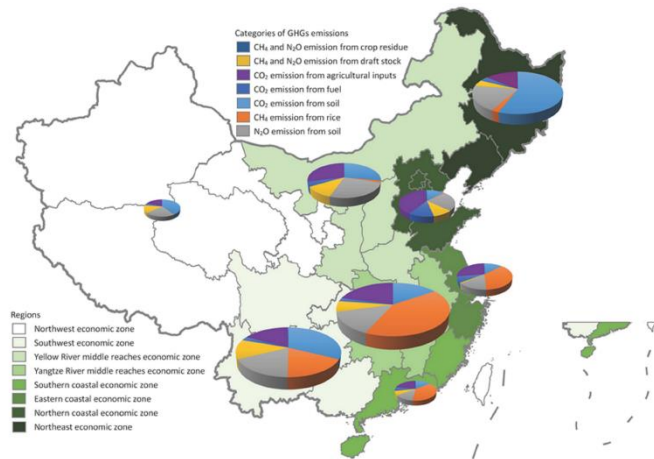 Categories of GHGs emissions
CH₄ and N₂O emission from crop residue
CH₄ and N₂O emission from draft stock
CO₂ emission from agricultural inputs
CO₂ emission from fuel
CO₂ emission from soil
CH₄ emission from rice
N₂O emission from soil
Regions
Northwest economic zone
Southwest economic zone
Yellow River middle reaches economic zone
Yangtze River middle reaches economic zone
Southern coastal economic zone
Eastern coastal economic zone
Northern coastal economic zone
Northeast economic zone